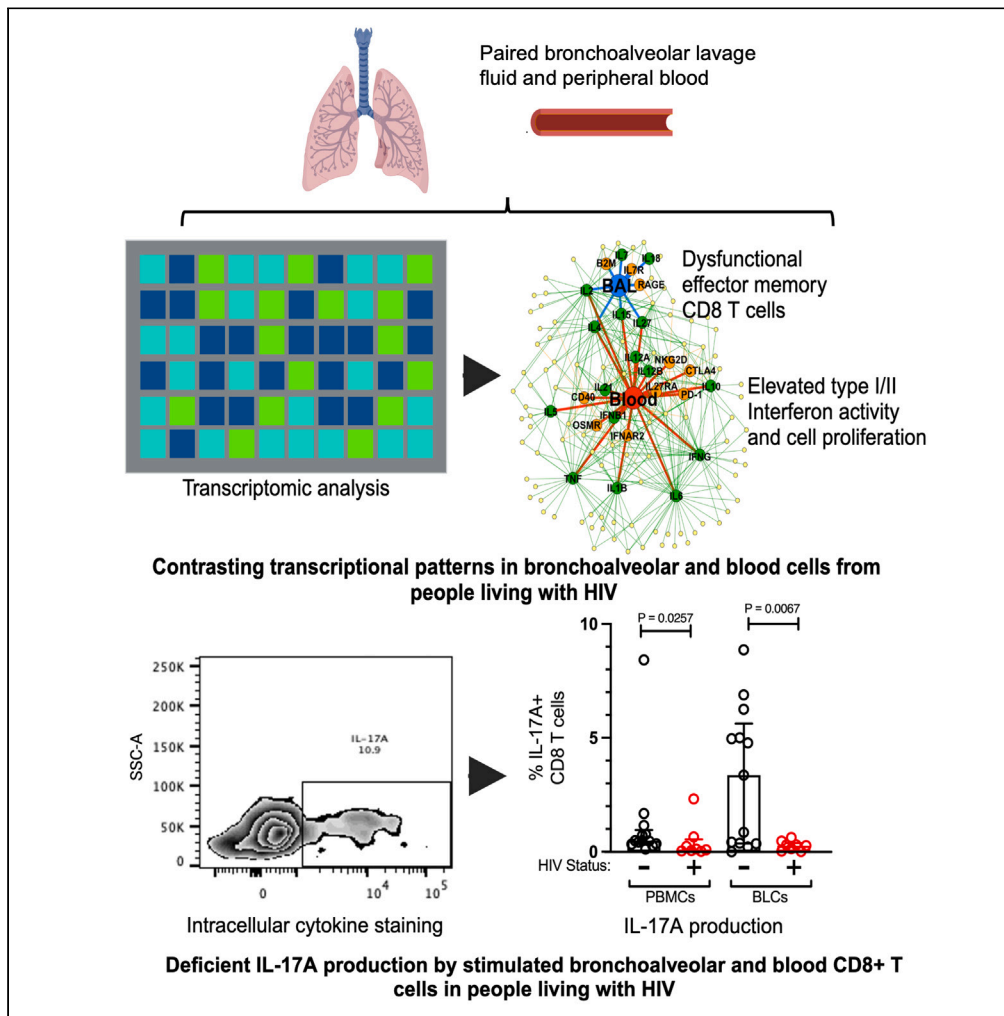 Paired bronchoalveolar lavage
fluid and peripheral blood
Transcriptomic analysis
IL7
IL18
B2M
IL7R
IL2
BAL
RAGE
IL15
IL4
IL27
IL12A
NKG2D
IL12B
CTLA4
IL21
IL27RA
IL10
CD40
Blood
PD-1
IL5
IFNB1
OSMR
IFNAR2
IFNG
TNF
IL1B
IL6
Dysfunctional
effector memory
CD8 T cells
Elevated type I/II
Interferon activity
and cell proliferation
Contrasting transcriptional patterns in bronchoalveolar and blood cells from
people living with HIV
SSC-A
250K
200K
150K
100K
50K
0
IL-17A
10.9
0
10^4
10^5
Intracellular cytokine staining
% IL-17A+
CD8 T cells
10
5
0
P = 0.0257
P = 0.0067
HIV Status: - + - +
PBMCs BLCs
IL-17A production
Deficient IL-17A production by stimulated bronchoalveolar and blood CD8+ T
cells in people living with HIV